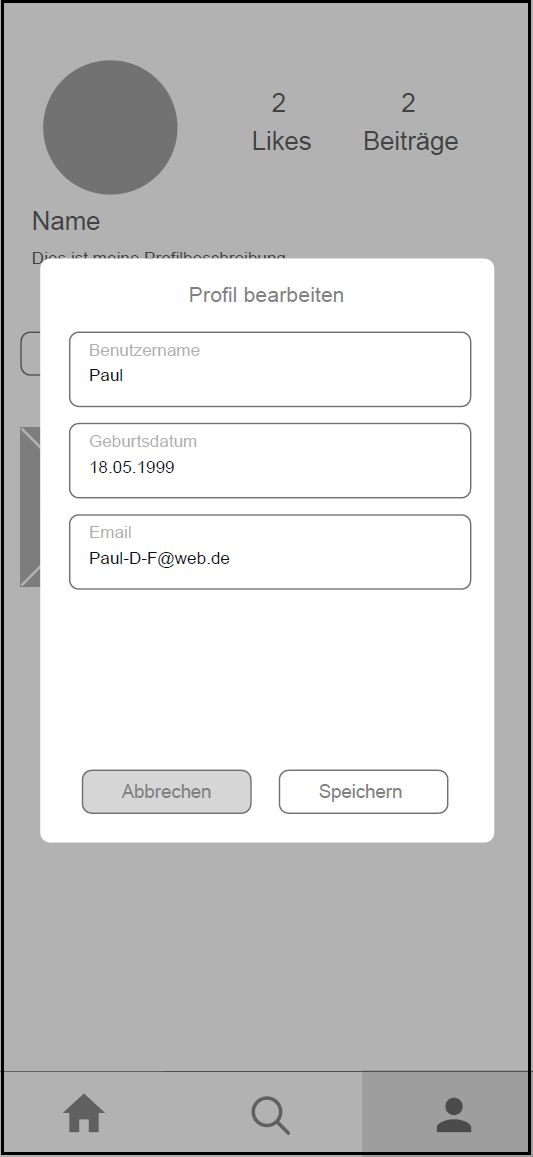 2 2
Likes Beiträge
Name
Dies ist meine Profilbeschreibung
Profil bearbeiten
Benutzername
Paul
Geburtsdatum
18.05.1999
Email
Paul-D-F@web.de
Abbrechen Speichern